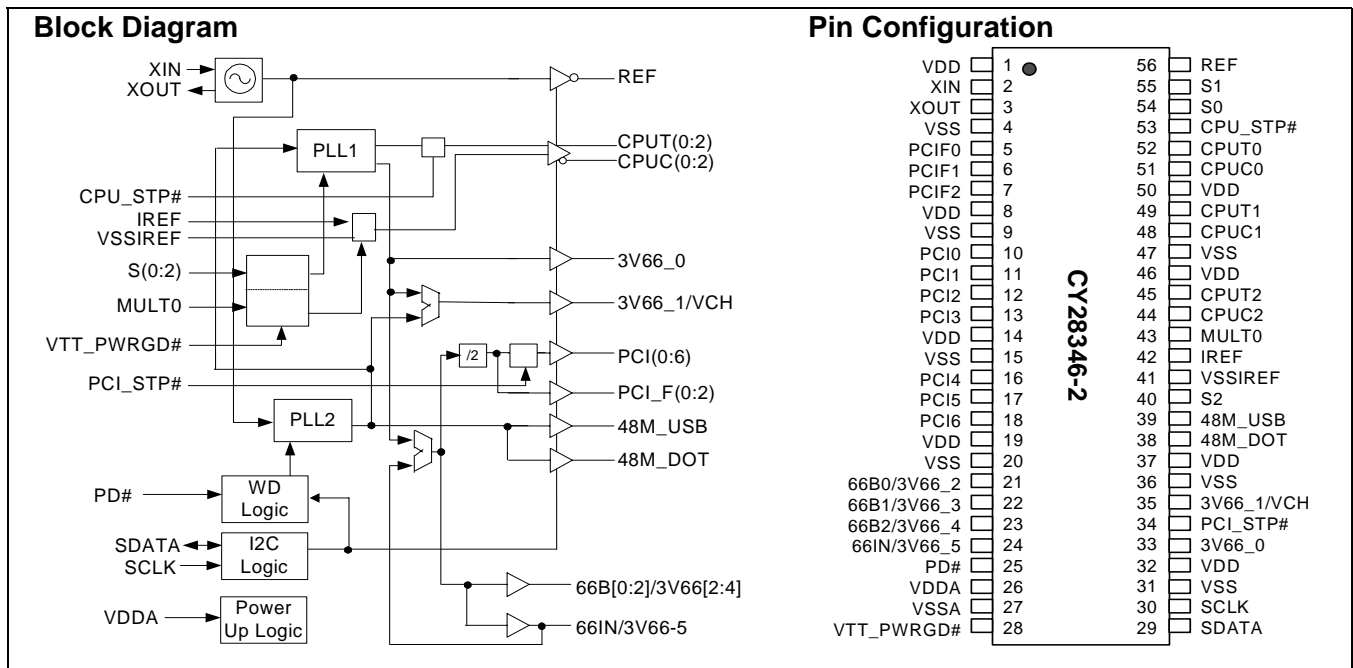 Block Diagram
XIN
XOUT
REF
PLL1
CPUT(0:2)
CPUC(0:2)
CPU_STP#
IREF
VSSIREF
S(0:2)
3V66_0
MULT0
3V66_1/VCH
VTT_PWRGD#
/2
PCI(0:6)
PCI_STP#
PCI_F(0:2)
PLL2
48M_USB
48M_DOT
PD#
WD
Logic
SDATA
SCLK
I2C
Logic
66B[0:2]/3V66[2:4]
VDDA
Power
Up Logic
66IN/3V66-5
Pin Configuration
VDD 1 56 REF
XIN 2 55 S1
XOUT 3 54 S0
VSS 4 53 CPU_STP#
PCIF0 5 52 CPUT0
PCIF1 6 51 CPUC0
PCIF2 7 50 VDD
VDD 8 49 CPUT1
VSS 9 48 CPUC1
PCI0 10 47 VSS
PCI1 11 46 VDD
PCI2 12 45 CPUT2
PCI3 13 44 CPUC2
VDD 14 43 MULT0
VSS 15 42 IREF
PCI4 16 41 VSSIREF
PCI5 17 40 S2
PCI6 18 39 48M_USB
VDD 19 38 48M_DOT
VSS 20 37 VDD
66B0/3V66_2 21 36 VSS
66B1/3V66_3 22 35 3V66_1/VCH
66B2/3V66_4 23 34 PCI_STP#
66IN/3V66_5 24 33 3V66_0
PD# 25 32 VDD
VDDA 26 31 VSS
VSSA 27 30 SCLK
VTT_PWRGD# 28 29 SDATA
CY28346-2